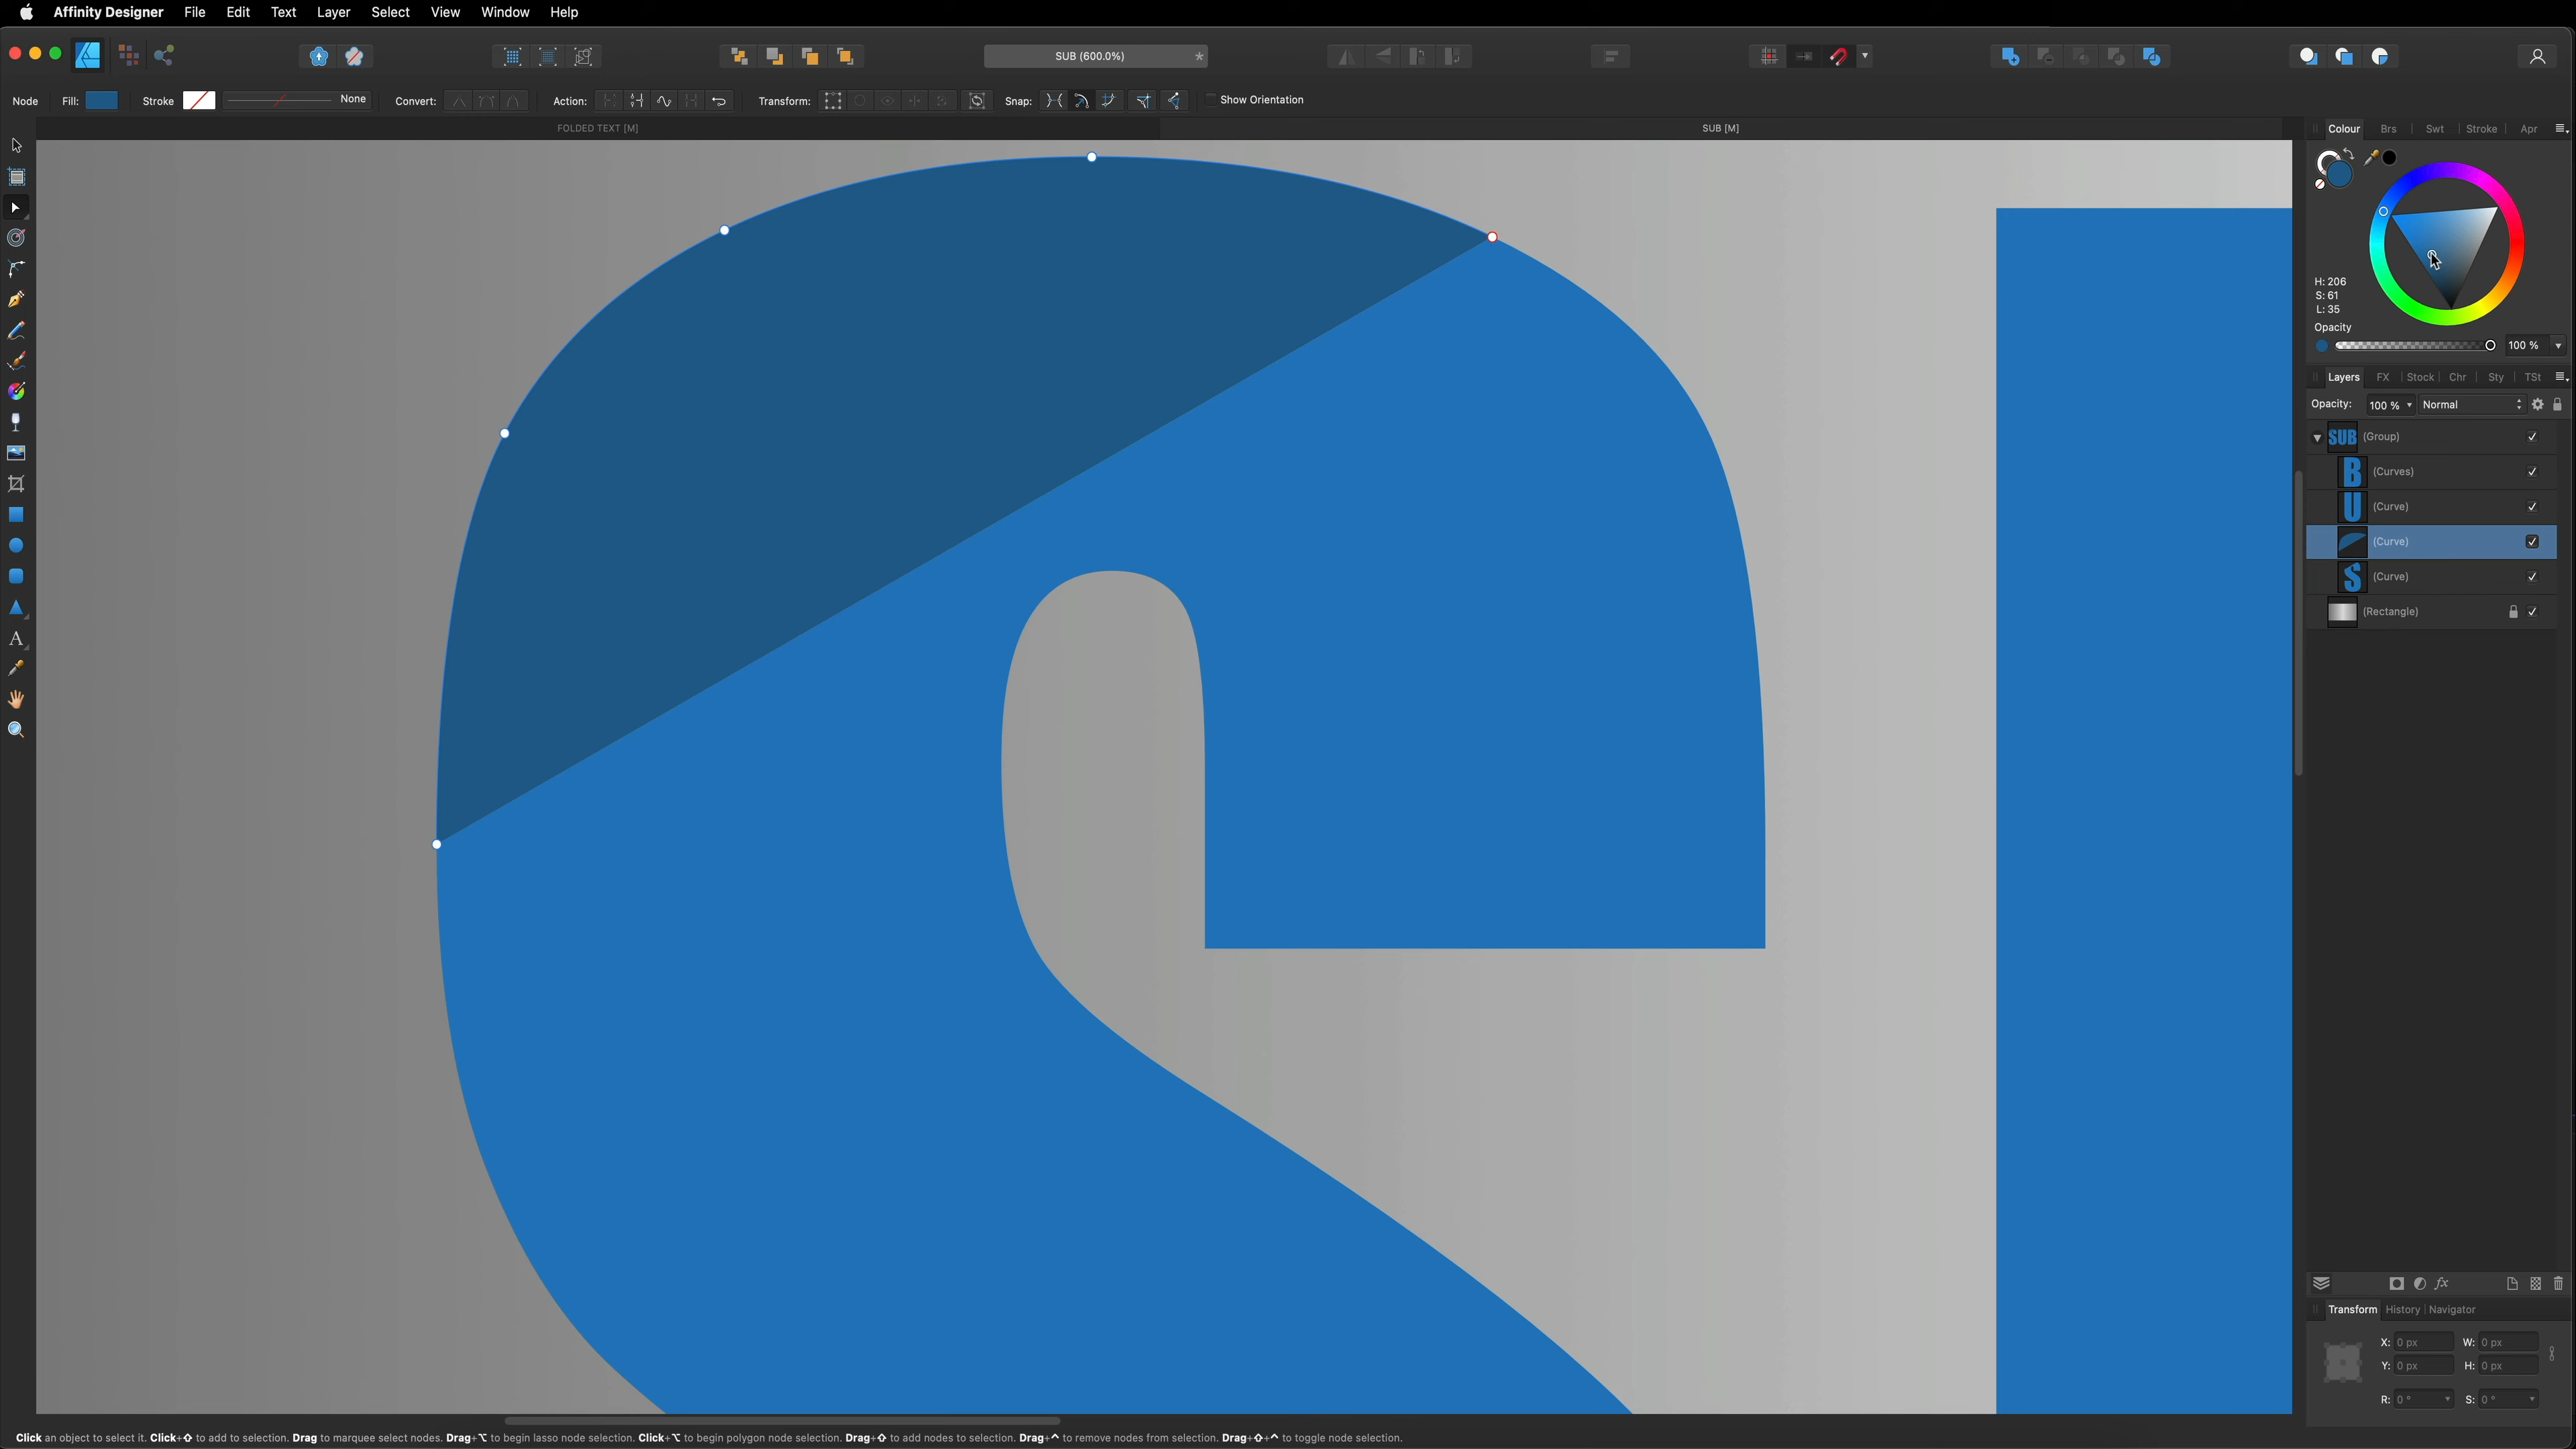 Affinity Designer File Edit Text Layer Select View Window Help
SUB (600.0%) *
Node Fill: Stroke None Convert: Action: Transform: Snap: Show Orientation
FOLDED TEXT [M] SUB [M]
Colour Brs Swt Stroke Apr
H: 206
S: 61
L: 35
Opacity
100 %
Layers FX Stock Chr Sty TSt
Opacity: 100 % Normal
SUB (Group)
B (Curves)
U (Curve)
(Curve)
S (Curve)
(Rectangle)
fx
Transform History Navigator
X: 0 px W: 0 px
Y: 0 px H: 0 px
R: 0 ° S: 0 °
Click an object to select it. Click+⇧ to add to selection. Drag to marquee select nodes. Drag+⌥ to begin lasso node selection. Click+⌥ to begin polygon node selection. Drag+⇧ to add nodes to selection. Drag+^ to remove nodes from selection. Drag+⇧+^ to toggle node selection.